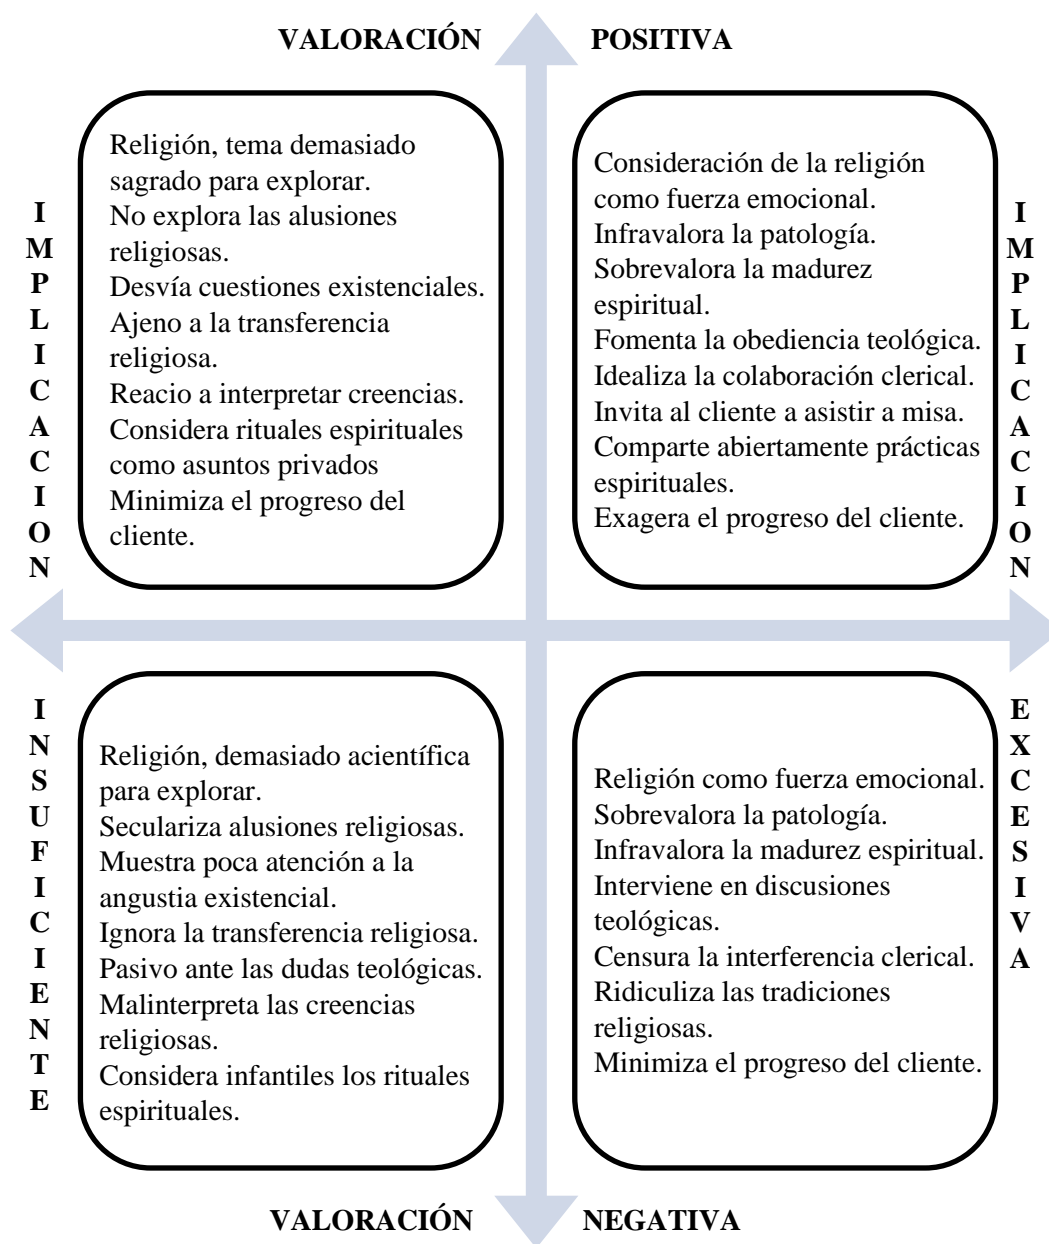 VALORACIÓN POSITIVA
IMPLICACION
Religión, tema demasiado
sagrado para explorar.
No explora las alusiones
religiosas.
Desvía cuestiones existenciales.
Ajeno a la transferencia
religiosa.
Reacio a interpretar creencias.
Considera rituales espirituales
como asuntos privados
Minimiza el progreso del
cliente.
Consideración de la religión
como fuerza emocional.
Infravalora la patología.
Sobrevalora la madurez
espiritual.
Fomenta la obediencia teológica.
Idealiza la colaboración clerical.
Invita al cliente a asistir a misa.
Comparte abiertamente prácticas
espirituales.
Exagera el progreso del cliente.
IMPLICACION
INSUFICIENTE
Religión, demasiado acientífica
para explorar.
Seculariza alusiones religiosas.
Muestra poca atención a la
angustia existencial.
Ignora la transferencia religiosa.
Pasivo ante las dudas teológicas.
Malinterpreta las creencias
religiosas.
Considera infantiles los rituales
espirituales.
Religión como fuerza emocional.
Sobrevalora la patología.
Infravalora la madurez espiritual.
Interviene en discusiones
teológicas.
Censura la interferencia clerical.
Ridiculiza las tradiciones
religiosas.
Minimiza el progreso del cliente.
EXCESIVA
VALORACIÓN NEGATIVA